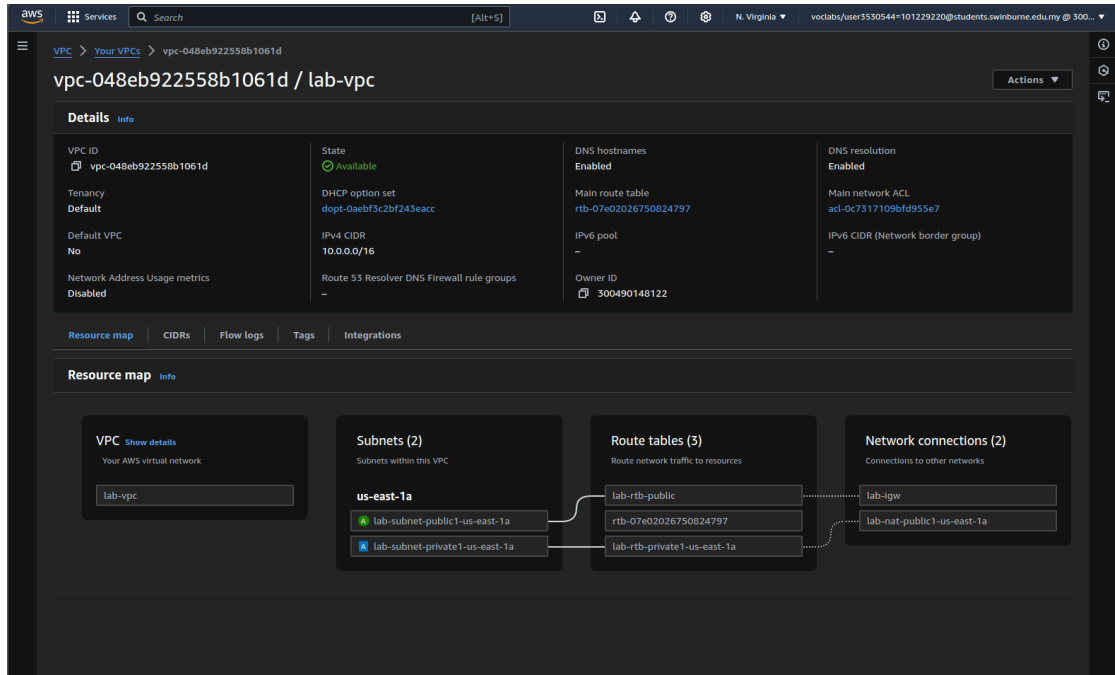 aws Services Search [Alt+S] N. Virginia ▼ voclabs/user3530544=101229220@students.swinburne.edu.my @ 300... ▼
VPC > Your VPCs > vpc-048eb922558b1061d
vpc-048eb922558b1061d / lab-vpc
Actions ▼
Details Info
VPC ID State DNS hostnames DNS resolution
vpc-048eb922558b1061d Available Enabled Enabled
Tenancy DHCP option set Main route table Main network ACL
Default dopt-0aebf3c2bf243eacc rtb-07e02026750824797 acl-0c7317109bfd955e7
Default VPC IPv4 CIDR IPv6 pool IPv6 CIDR (Network border group)
No 10.0.0.0/16 – –
Network Address Usage metrics Route 53 Resolver DNS Firewall rule groups Owner ID
Disabled – 300490148122
Resource map CIDRs Flow logs Tags Integrations
Resource map Info
VPC Show details Subnets (2) Route tables (3) Network connections (2)
Your AWS virtual network Subnets within this VPC Route network traffic to resources Connections to other networks
lab-vpc us-east-1a lab-rtb-public lab-igw
A lab-subnet-public1-us-east-1a rtb-07e02026750824797 lab-nat-public1-us-east-1a
A lab-subnet-private1-us-east-1a lab-rtb-private1-us-east-1a